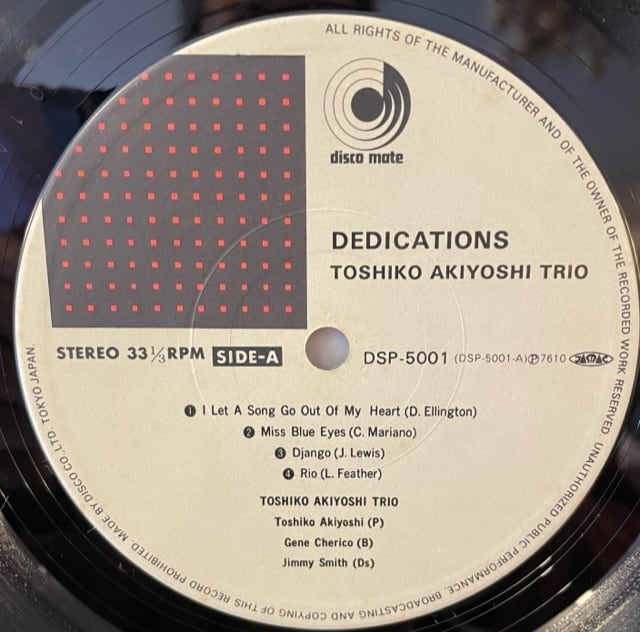 ALL RIGHTS OF THE MANUFACTURER AND OF THE OWNER OF THE RECORDED WORK RESERVED. UNAUTHORIZED PUBLIC PERFORMANCE, BROADCASTING AND COPYING OF THIS RECORD PROHIBITED. MADE BY DISCO CO., LTD. TOKYO JAPAN.
disco mate
DEDICATIONS
TOSHIKO AKIYOSHI TRIO
STEREO 33⅓RPM SIDE-A
DSP-5001 (DSP-5001-A)Ⓟ7610 JASRAC
❶ I Let A Song Go Out Of My Heart (D. Ellington)
❷ Miss Blue Eyes (C. Mariano)
❸ Django (J. Lewis)
❹ Rio (L. Feather)
TOSHIKO AKIYOSHI TRIO
Toshiko Akiyoshi (P)
Gene Cherico (B)
Jimmy Smith (Ds)